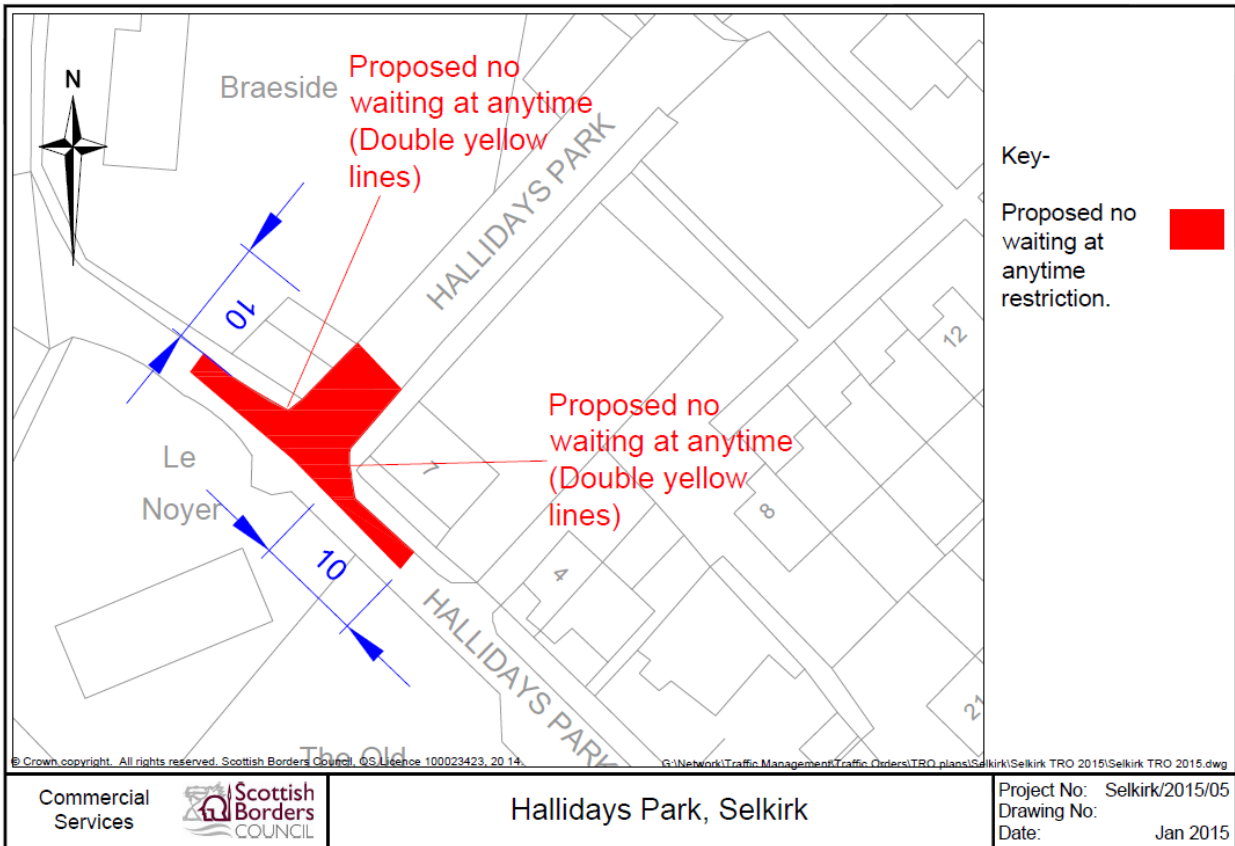 N
Braeside
Proposed no
waiting at anytime
(Double yellow
lines)
HALLIDAYS PARK
10
Key-
Proposed no
waiting at
anytime
restriction.
12
Proposed no
waiting at anytime
(Double yellow
lines)
7
Le
Noyer
8
10
4
HALLIDAYS PARK
21
The Old
© Crown copyright. All rights reserved. Scottish Borders Council, OS Licence 100023423, 20 14.
G:\Network\Traffic Management\Traffic Orders\TRO plans\Selkirk\Selkirk TRO 2015\Selkirk TRO 2015.dwg
Commercial
Services
Scottish
Borders
COUNCIL
Hallidays Park, Selkirk
Project No: Selkirk/2015/05
Drawing No:
Date: Jan 2015